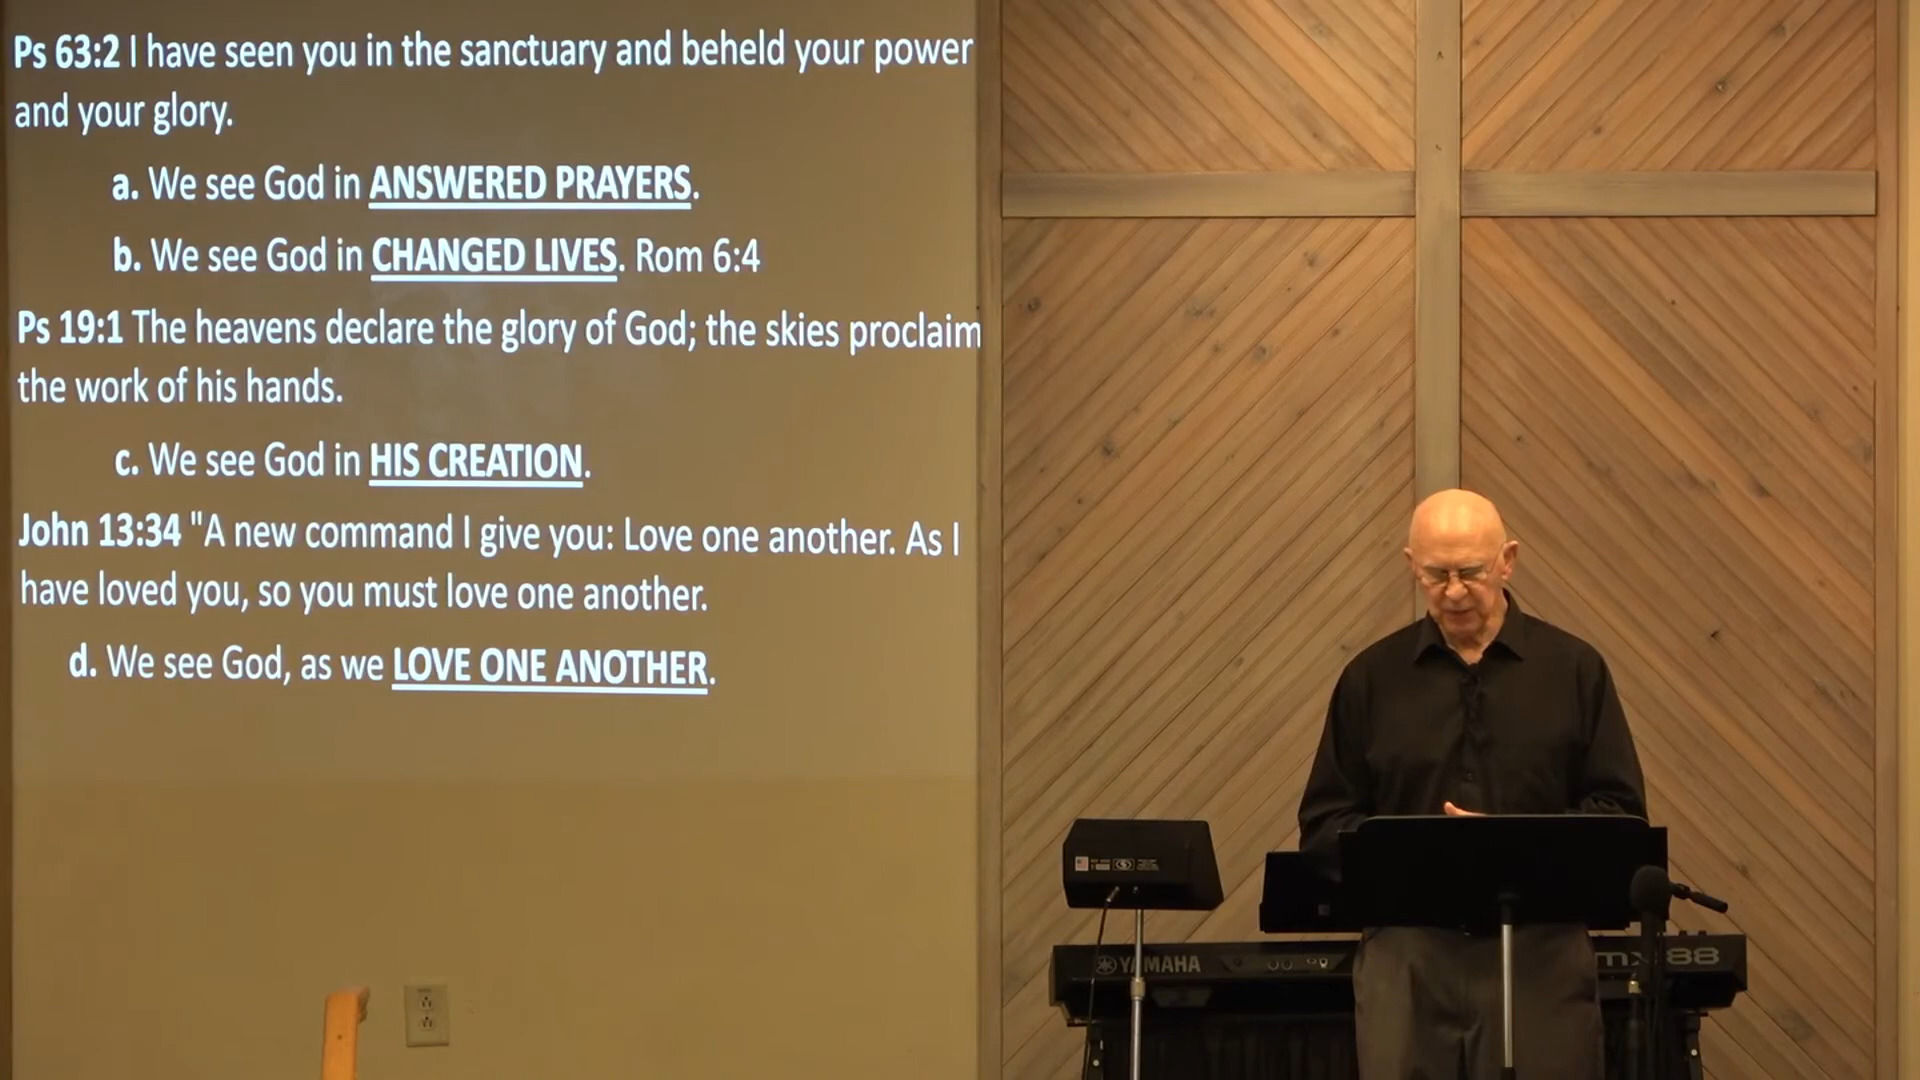 Ps 63:2 I have seen you in the sanctuary and beheld your power
and your glory.
a. We see God in ANSWERED PRAYERS.
b. We see God in CHANGED LIVES. Rom 6:4
Ps 19:1 The heavens declare the glory of God; the skies proclaim
the work of his hands.
c. We see God in HIS CREATION.
John 13:34 "A new command I give you: Love one another. As I
have loved you, so you must love one another.
d. We see God, as we LOVE ONE ANOTHER.
YAMAHA
mx 88